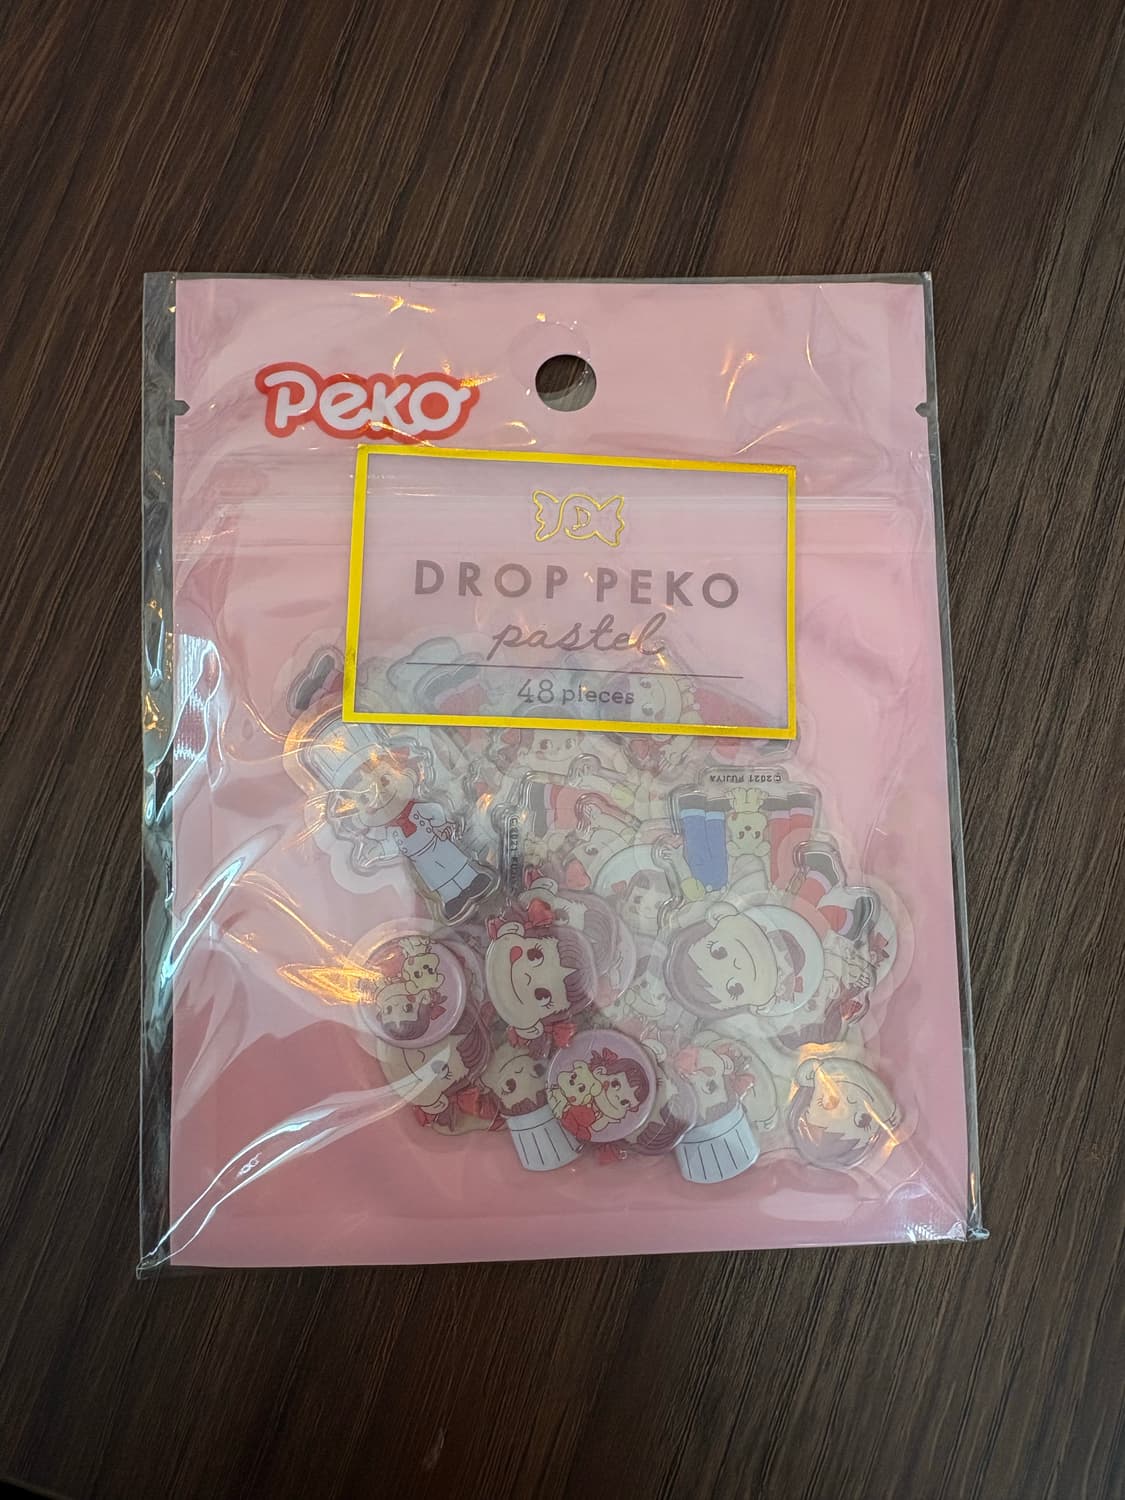 Peko
D
DROP PEKO
pastel
48 pieces
©2021 FUJIYA